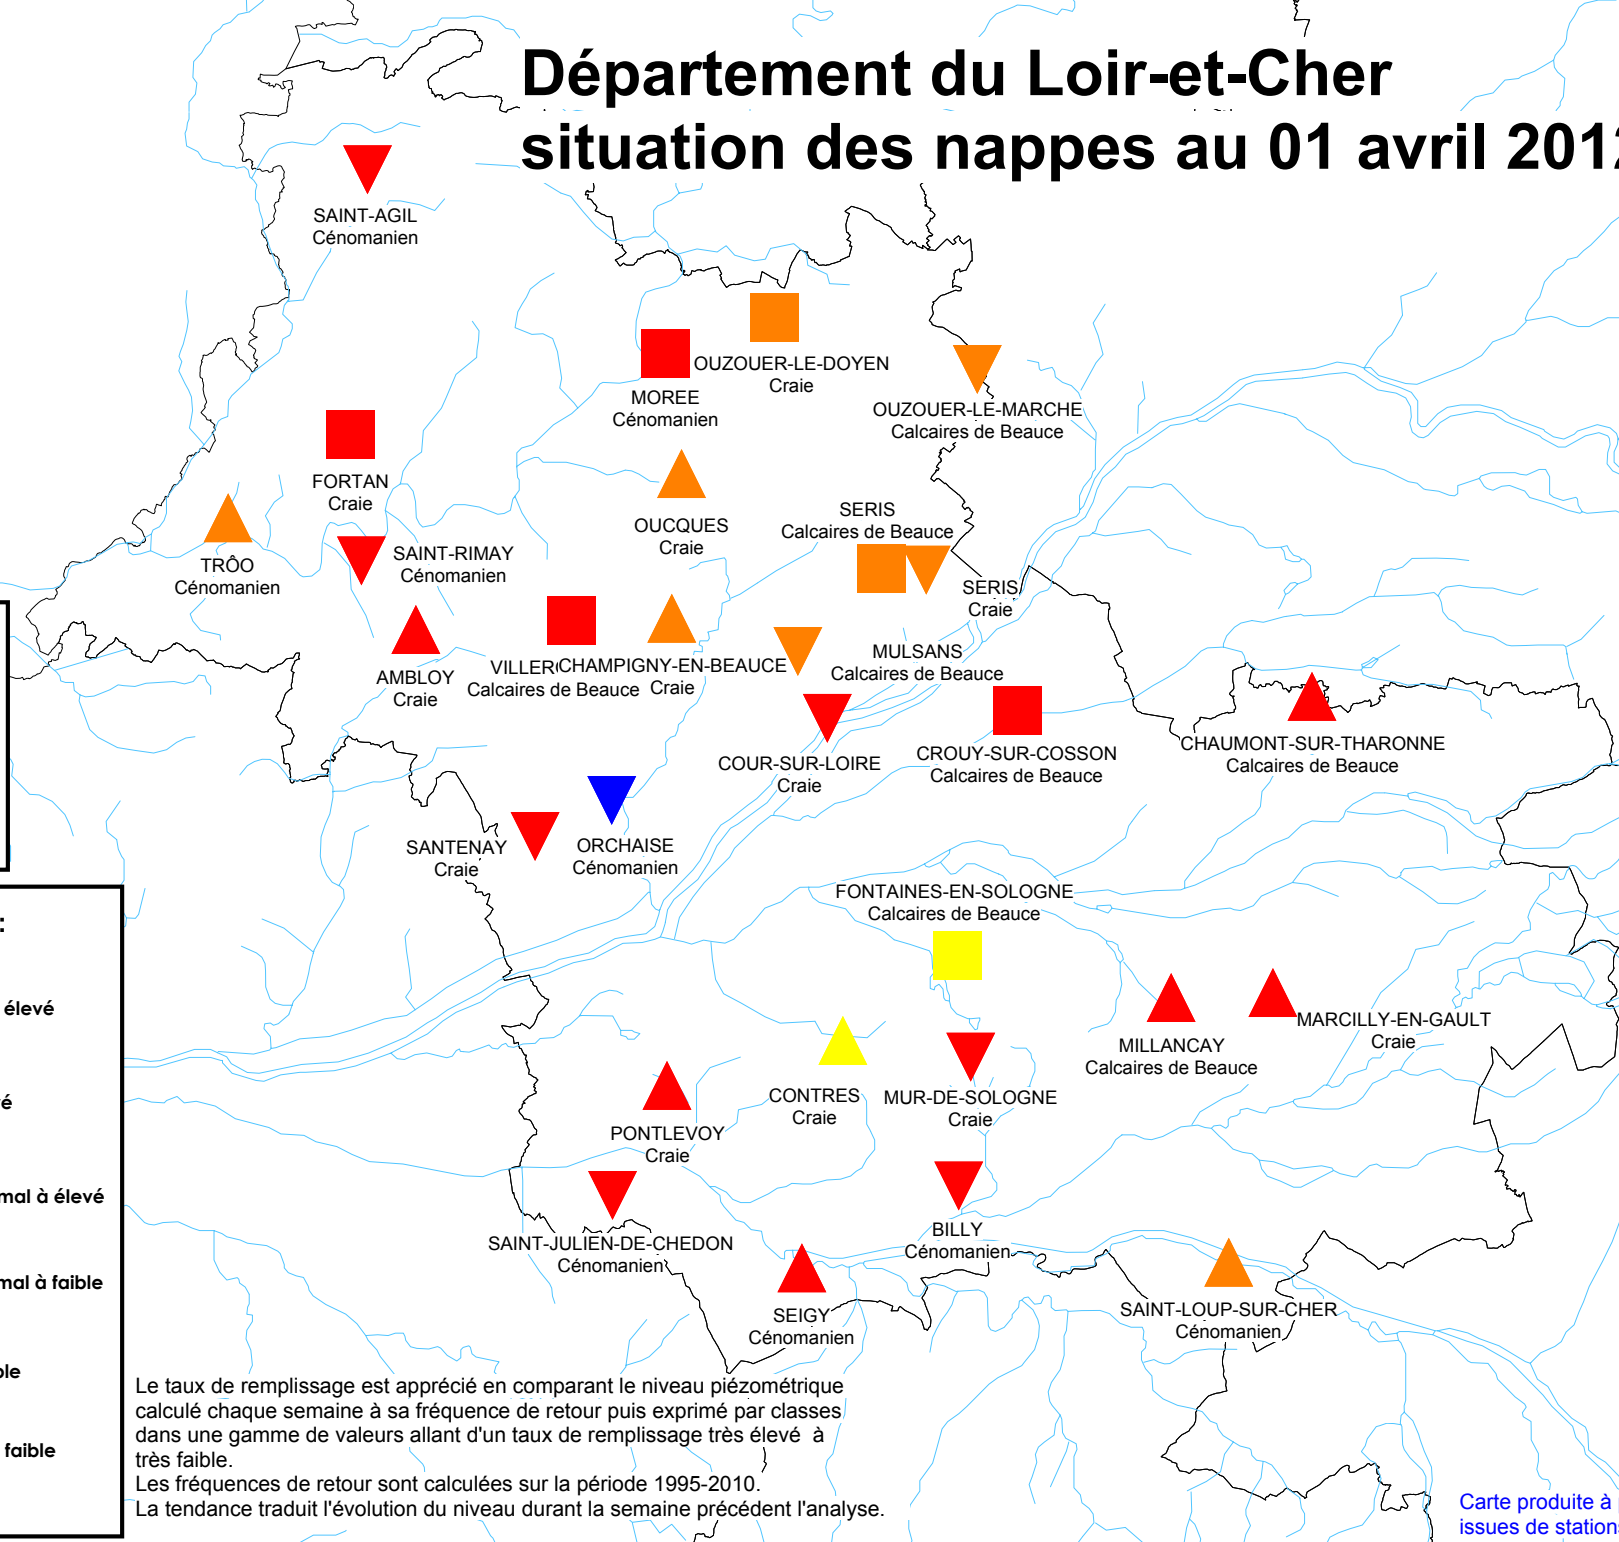 Département du Loir-et-Cher
situation des nappes au 01 avril 201
SAINT-AGIL
Cénomanien
OUZOUER-LE-DOYEN
Craie
MOREE
Cénomanien
OUZOUER-LE-MARCHE
Calcaires de Beauce
FORTAN
Craie
OUCQUES
Craie
SERIS
Calcaires de Beauce
TRÔO
Cénomanien
SAINT-RIMAY
Cénomanien
SERIS
Craie
AMBLOY
Craie
VILLER
Calcaires de Beauce
CHAMPIGNY-EN-BEAUCE
Craie
MULSANS
Calcaires de Beauce
COUR-SUR-LOIRE
Craie
CROUY-SUR-COSSON
Calcaires de Beauce
CHAUMONT-SUR-THARONNE
Calcaires de Beauce
SANTENAY
Craie
ORCHAISE
Cénomanien
FONTAINES-EN-SOLOGNE
Calcaires de Beauce
:
élevé
é
mal à élevé
mal à faible
ble
faible
MARCILLY-EN-GAULT
Craie
MILLANCAY
Calcaires de Beauce
CONTRES
Craie
MUR-DE-SOLOGNE
Craie
PONTLEVOY
Craie
SAINT-JULIEN-DE-CHEDON
Cénomanien
BILLY
Cénomanien
SEIGY
Cénomanien
SAINT-LOUP-SUR-CHER
Cénomanien
Le taux de remplissage est apprécié en comparant le niveau piézométrique
calculé chaque semaine à sa fréquence de retour puis exprimé par classes
dans une gamme de valeurs allant d'un taux de remplissage très élevé à
très faible.
Les fréquences de retour sont calculées sur la période 1995-2010.
La tendance traduit l'évolution du niveau durant la semaine précédent l'analyse.
Carte produite à
issues de station